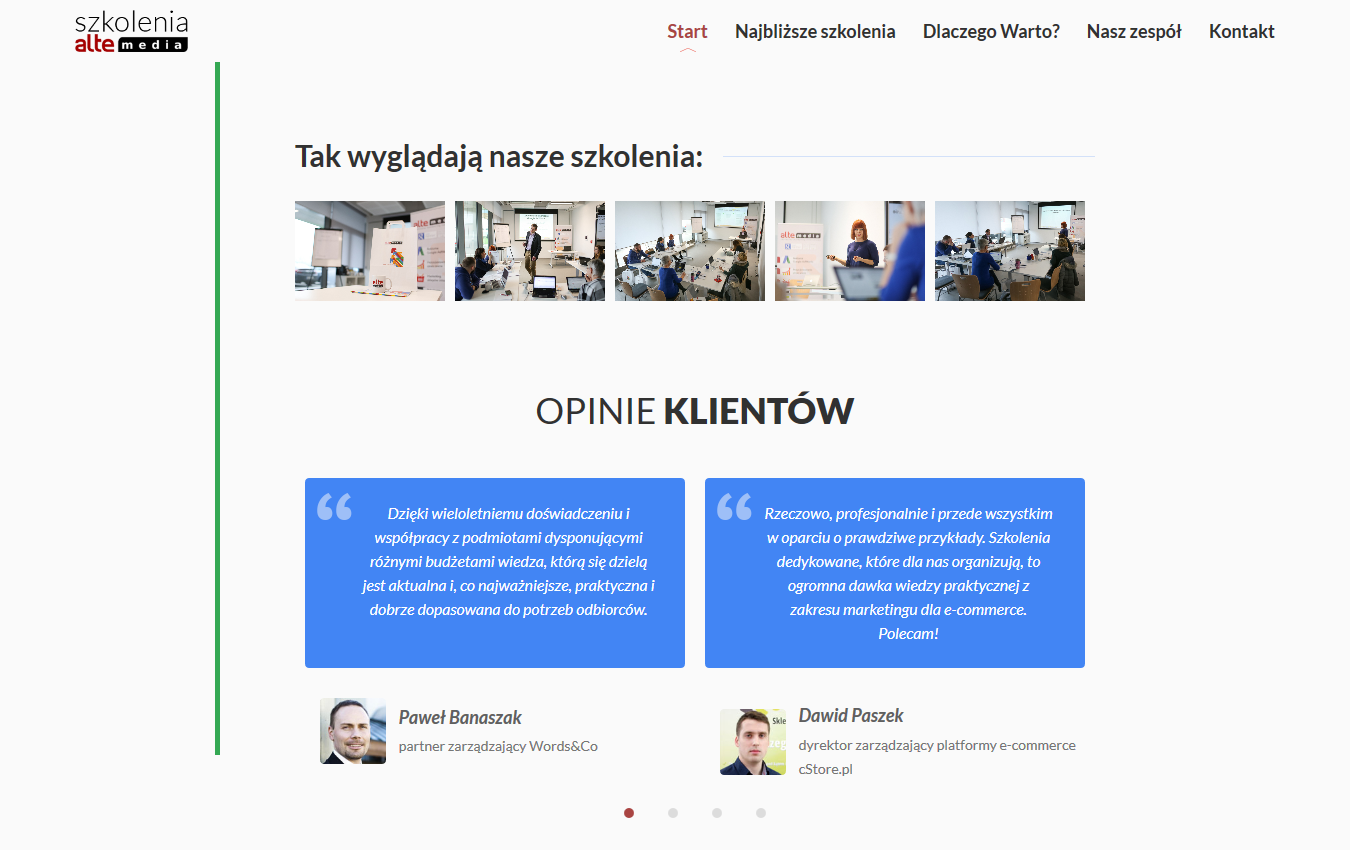 szkolenia
alte media
Start
Najbliższe szkolenia
Dlaczego Warto?
Nasz zespół
Kontakt
Tak wyglądają nasze szkolenia:
OPINIE KLIENTÓW
Dzięki wieloletniemu doświadczeniu i
współpracy z podmiotami dysponującymi
różnymi budżetami wiedza, którą się dzielą
jest aktualna i, co najważniejsze, praktyczna i
dobrze dopasowana do potrzeb odbiorców.
Rzeczowo, profesjonalnie i przede wszystkim
w oparciu o prawdziwe przykłady. Szkolenia
dedykowane, które dla nas organizują, to
ogromna dawka wiedzy praktycznej z
zakresu marketingu dla e-commerce.
Polecam!
Paweł Banaszak
partner zarządzający Words&Co
Dawid Paszek
dyrektor zarządzający platformy e-commerce
cStore.pl